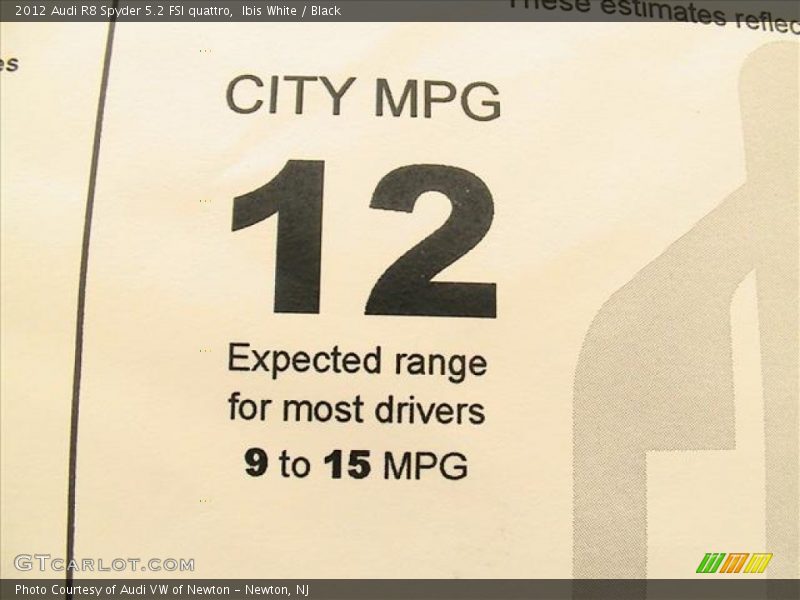 2012 Audi R8 Spyder 5.2 FSI quattro,  Ibis White / Black
These estimates reflec
es
CITY MPG
12
Expected range
for most drivers
9 to 15 MPG
GTCARLOT.COM
Photo Courtesy of Audi VW of Newton - Newton, NJ